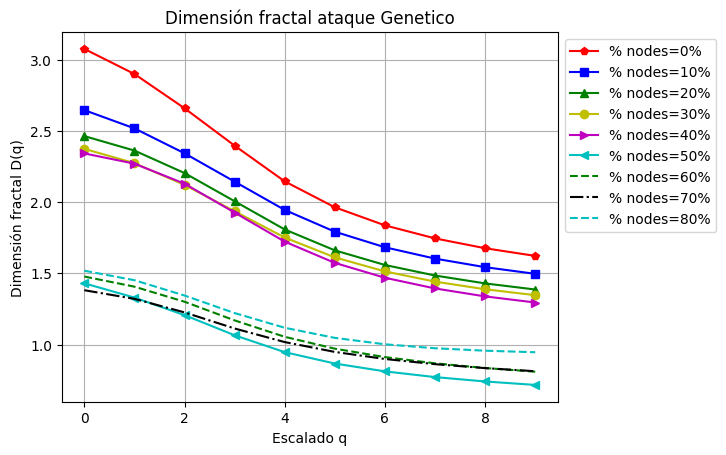 Dimensión fractal ataque Genetico
Dimensión fractal D(q)
3.0
2.5
2.0
1.5
1.0
0
2
4
6
8
Escalado q
% nodes=0%
% nodes=10%
% nodes=20%
% nodes=30%
% nodes=40%
% nodes=50%
% nodes=60%
% nodes=70%
% nodes=80%